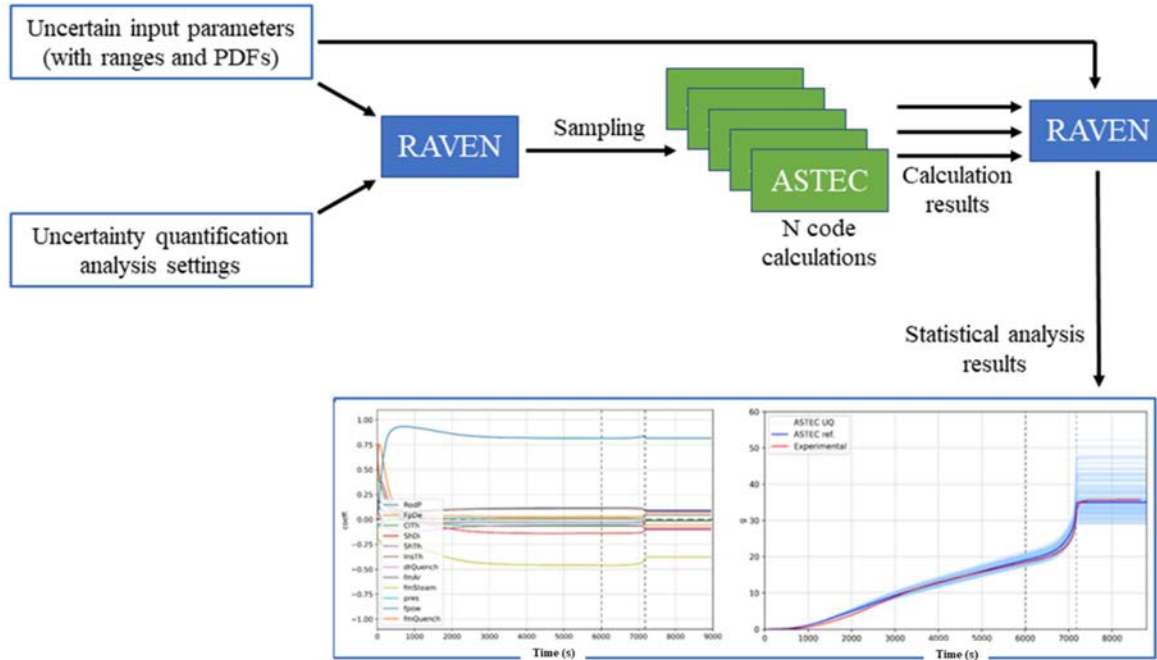 Uncertain input parameters
(with ranges and PDFs)
RAVEN
Sampling
ASTEC
N code
calculations
Calculation
results
RAVEN
Uncertainty quantification
analysis settings
Statistical analysis
results
1.00
0.75
0.50
0.25
0.00
−0.25
−0.50
−0.75
−1.00
coeff.
RodP
FpDe
ClTh
ShDi
ShTh
InsTh
dtQuench
fmAr
fmSteam
pres
fpow
fmQuench
0 1000 2000 3000 4000 5000 6000 7000 8000 9000
Time (s)
60
50
40
30
20
10
0
g
ASTEC UQ
ASTEC ref.
Experimental
0 1000 2000 3000 4000 5000 6000 7000 8000
Time (s)